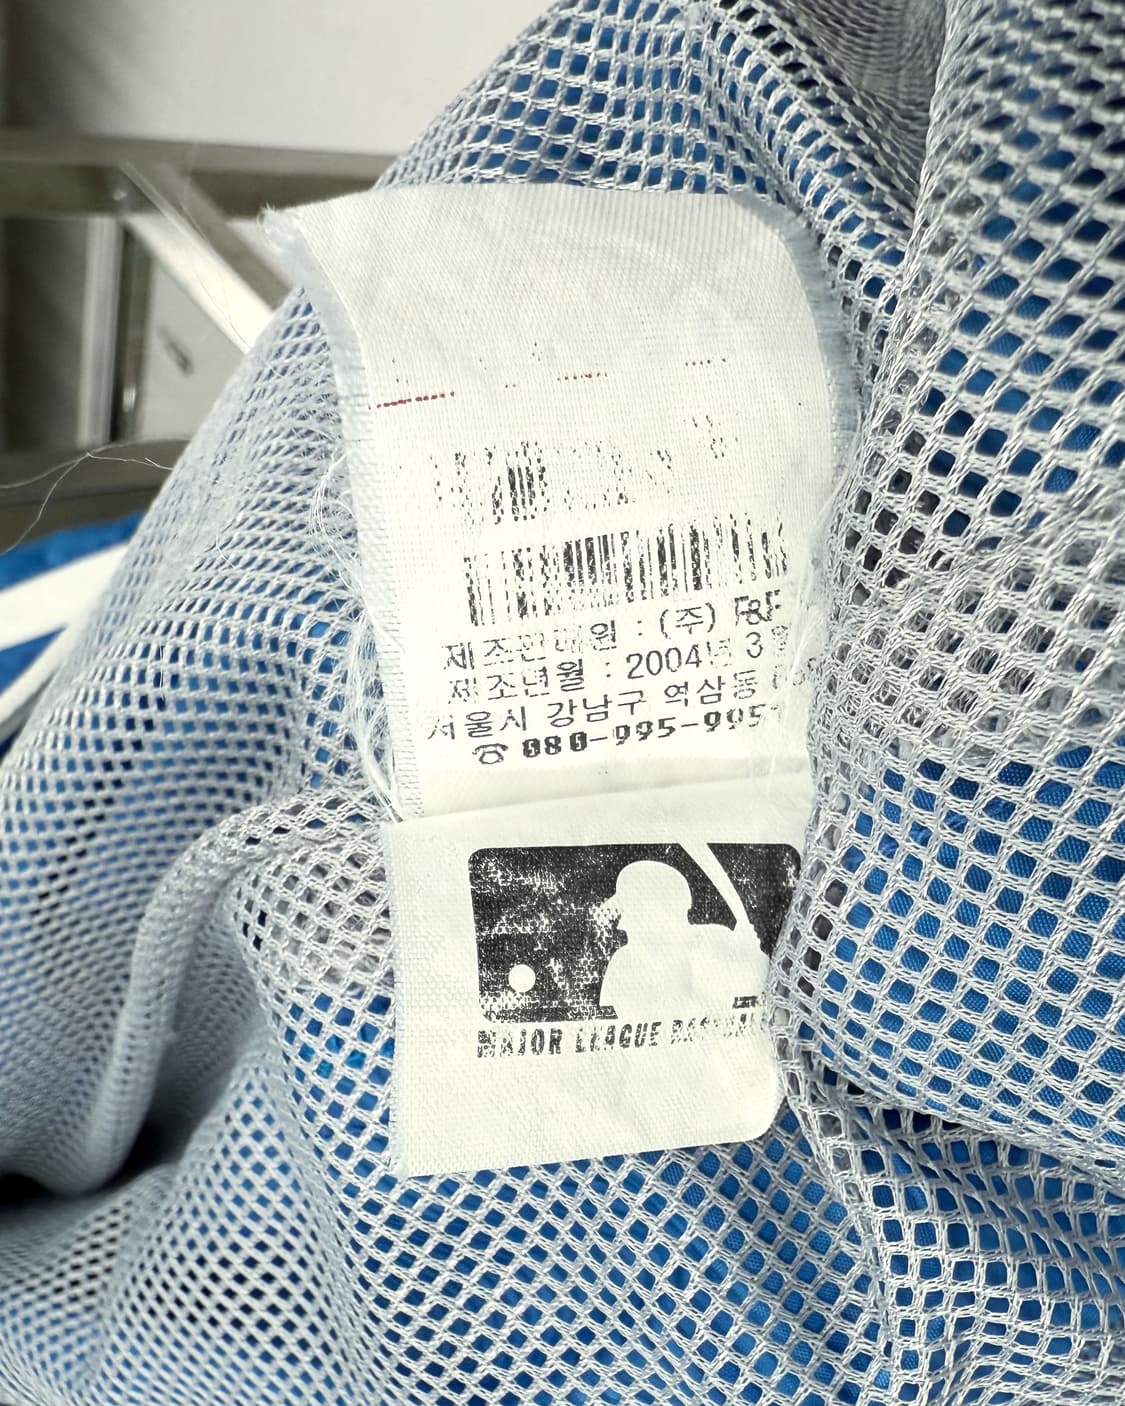 제조판매원 : (주) F&F
제조년월 : 2004년 3월
서울시 강남구 역삼동
☎ 080-995-995
MAJOR LEAGUE BASEBALL